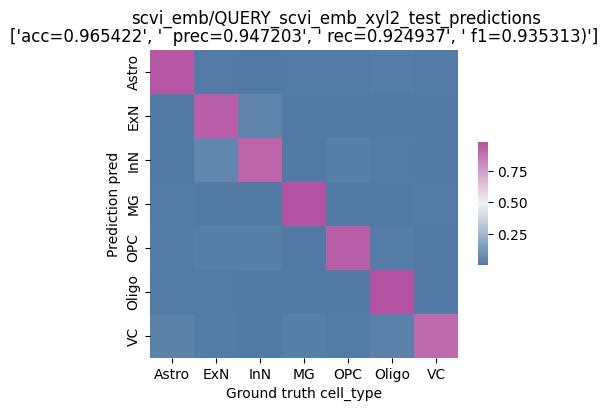 scvi_emb/QUERY_scvi_emb_xyl2_test_predictions
['acc=0.965422', '  prec=0.947203', ' rec=0.924937', ' f1=0.935313)']
Astro
ExN
InN
MG
OPC
Oligo
VC
Prediction pred
0.75
0.50
0.25
Astro ExN InN MG OPC Oligo VC
Ground truth cell_type